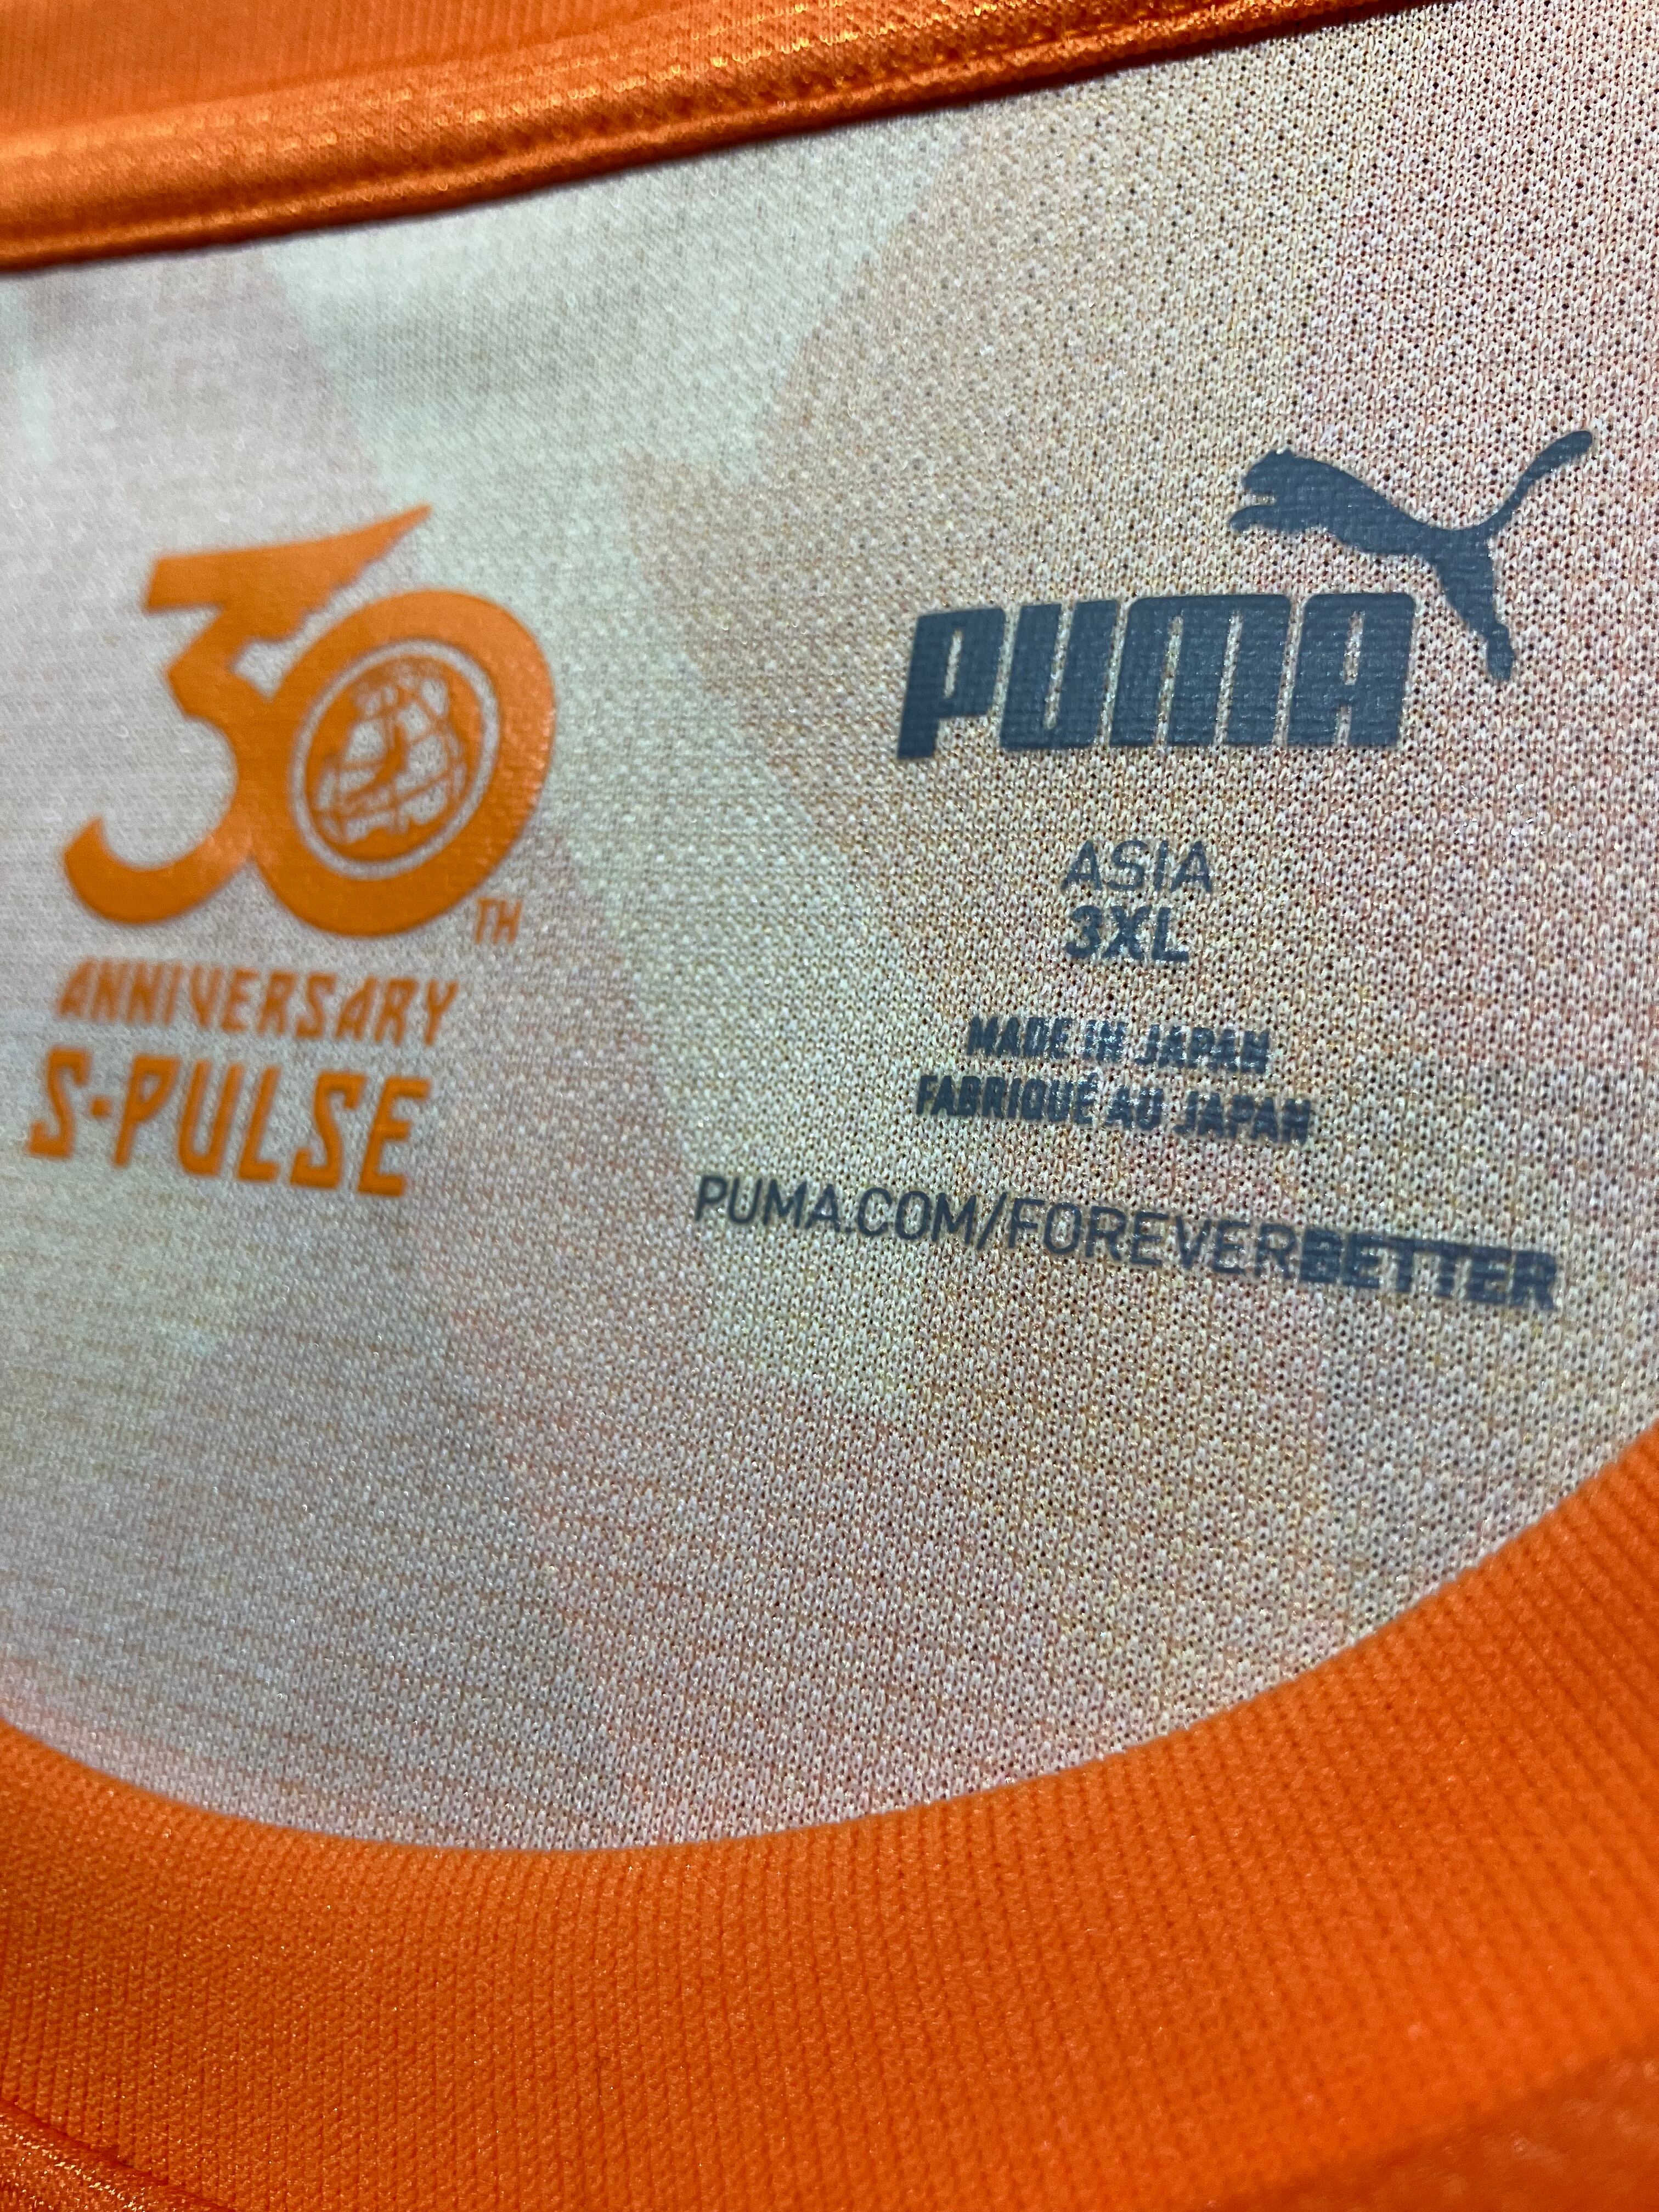 30TH
ANNIVERSARY
S-PULSE
PUMA
ASIA
3XL
MADE IN JAPAN
FABRIQUÉ AU JAPAN
PUMA.COM/FOREVERBETTER